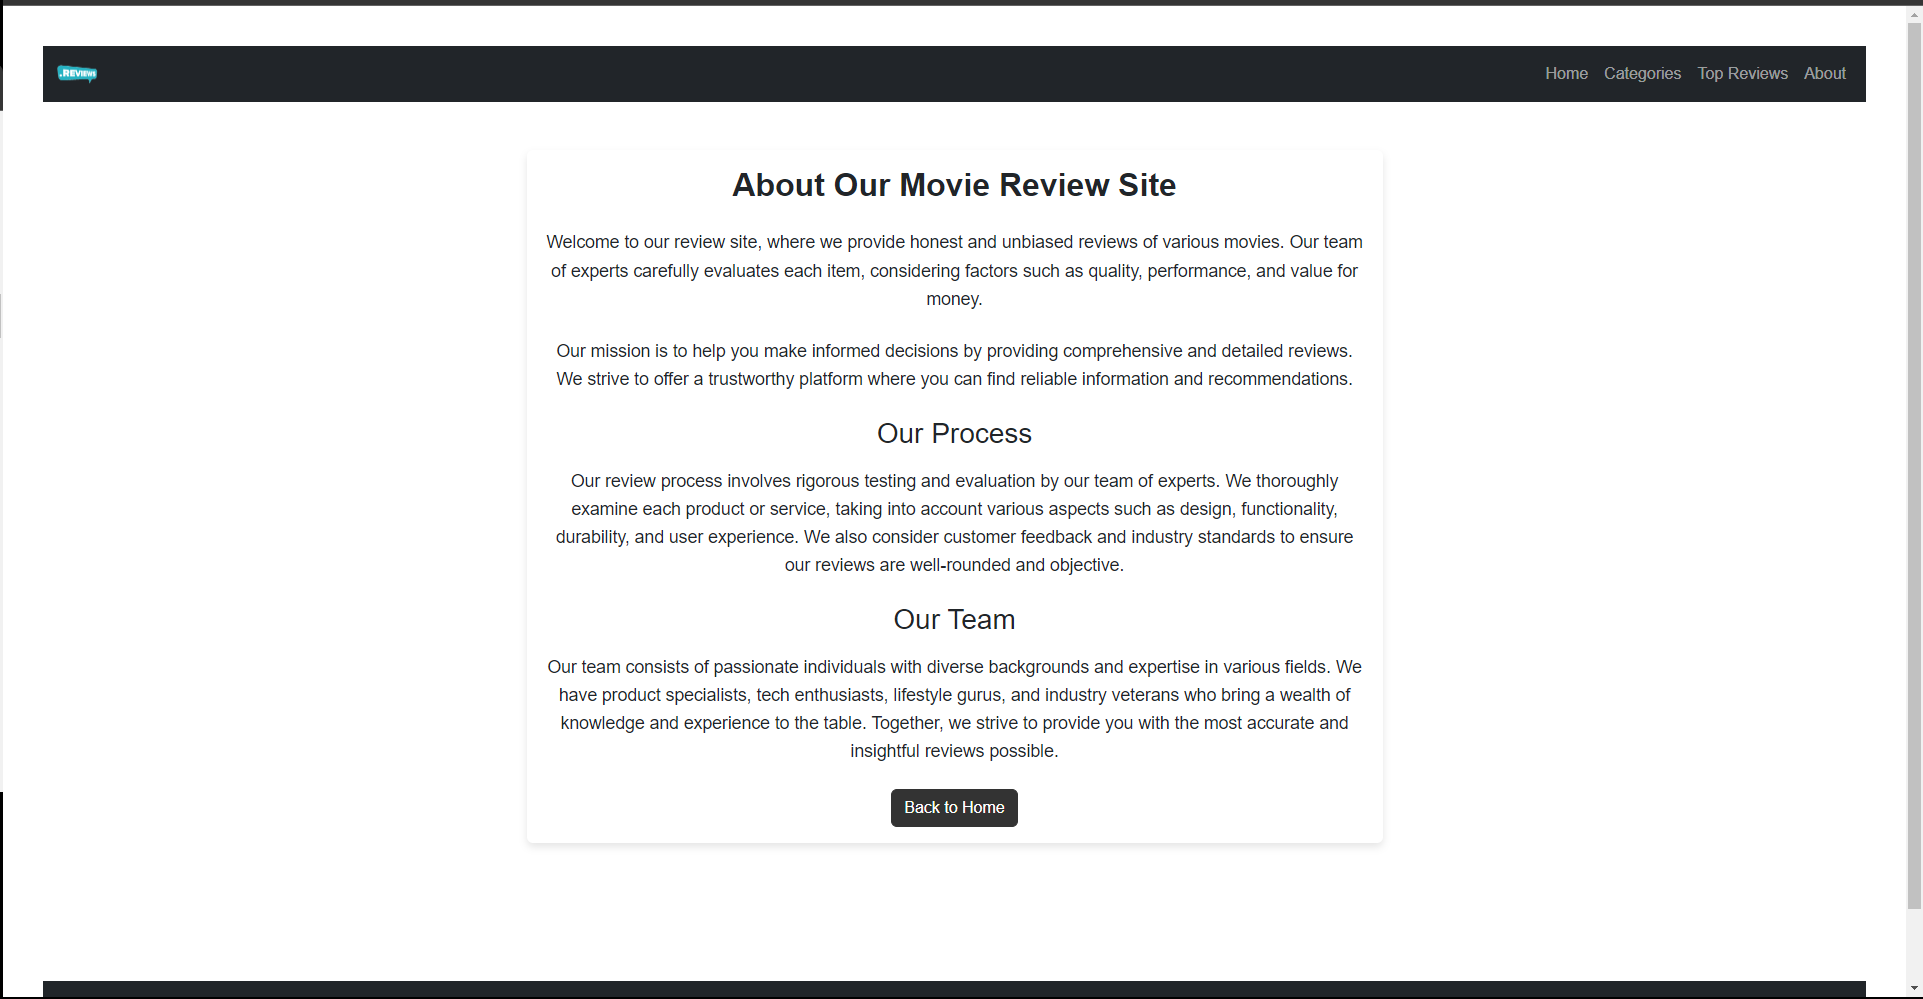 .REVIEWS
Home Categories Top Reviews About
About Our Movie Review Site
Welcome to our review site, where we provide honest and unbiased reviews of various movies. Our team
of experts carefully evaluates each item, considering factors such as quality, performance, and value for
money.
Our mission is to help you make informed decisions by providing comprehensive and detailed reviews.
We strive to offer a trustworthy platform where you can find reliable information and recommendations.
Our Process
Our review process involves rigorous testing and evaluation by our team of experts. We thoroughly
examine each product or service, taking into account various aspects such as design, functionality,
durability, and user experience. We also consider customer feedback and industry standards to ensure
our reviews are well-rounded and objective.
Our Team
Our team consists of passionate individuals with diverse backgrounds and expertise in various fields. We
have product specialists, tech enthusiasts, lifestyle gurus, and industry veterans who bring a wealth of
knowledge and experience to the table. Together, we strive to provide you with the most accurate and
insightful reviews possible.
Back to Home